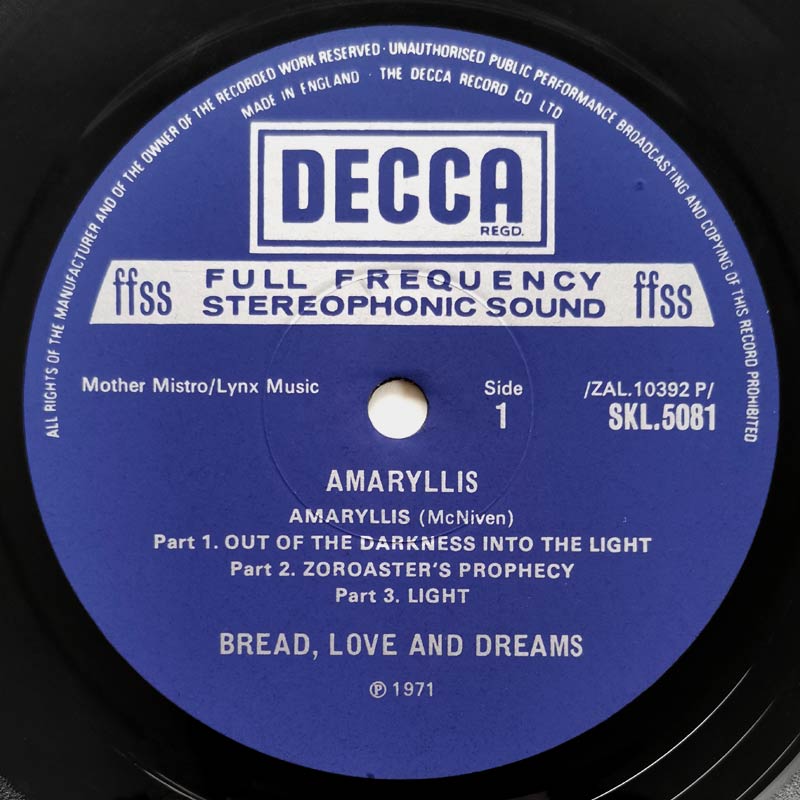 ALL RIGHTS OF THE MANUFACTURER AND OF THE OWNER OF THE RECORDED WORK RESERVED · UNAUTHORISED PUBLIC PERFORMANCE BROADCASTING AND COPYING OF THIS RECORD PROHIBITED
MADE IN ENGLAND · THE DECCA RECORD CO LTD
DECCA
REGD.
ffss FULL FREQUENCY STEREOPHONIC SOUND ffss
Mother Mistro/Lynx Music
Side 1
/ZAL.10392 P/
SKL.5081
AMARYLLIS
AMARYLLIS (McNiven)
Part 1. OUT OF THE DARKNESS INTO THE LIGHT
Part 2. ZOROASTER'S PROPHECY
Part 3. LIGHT
BREAD, LOVE AND DREAMS
℗ 1971